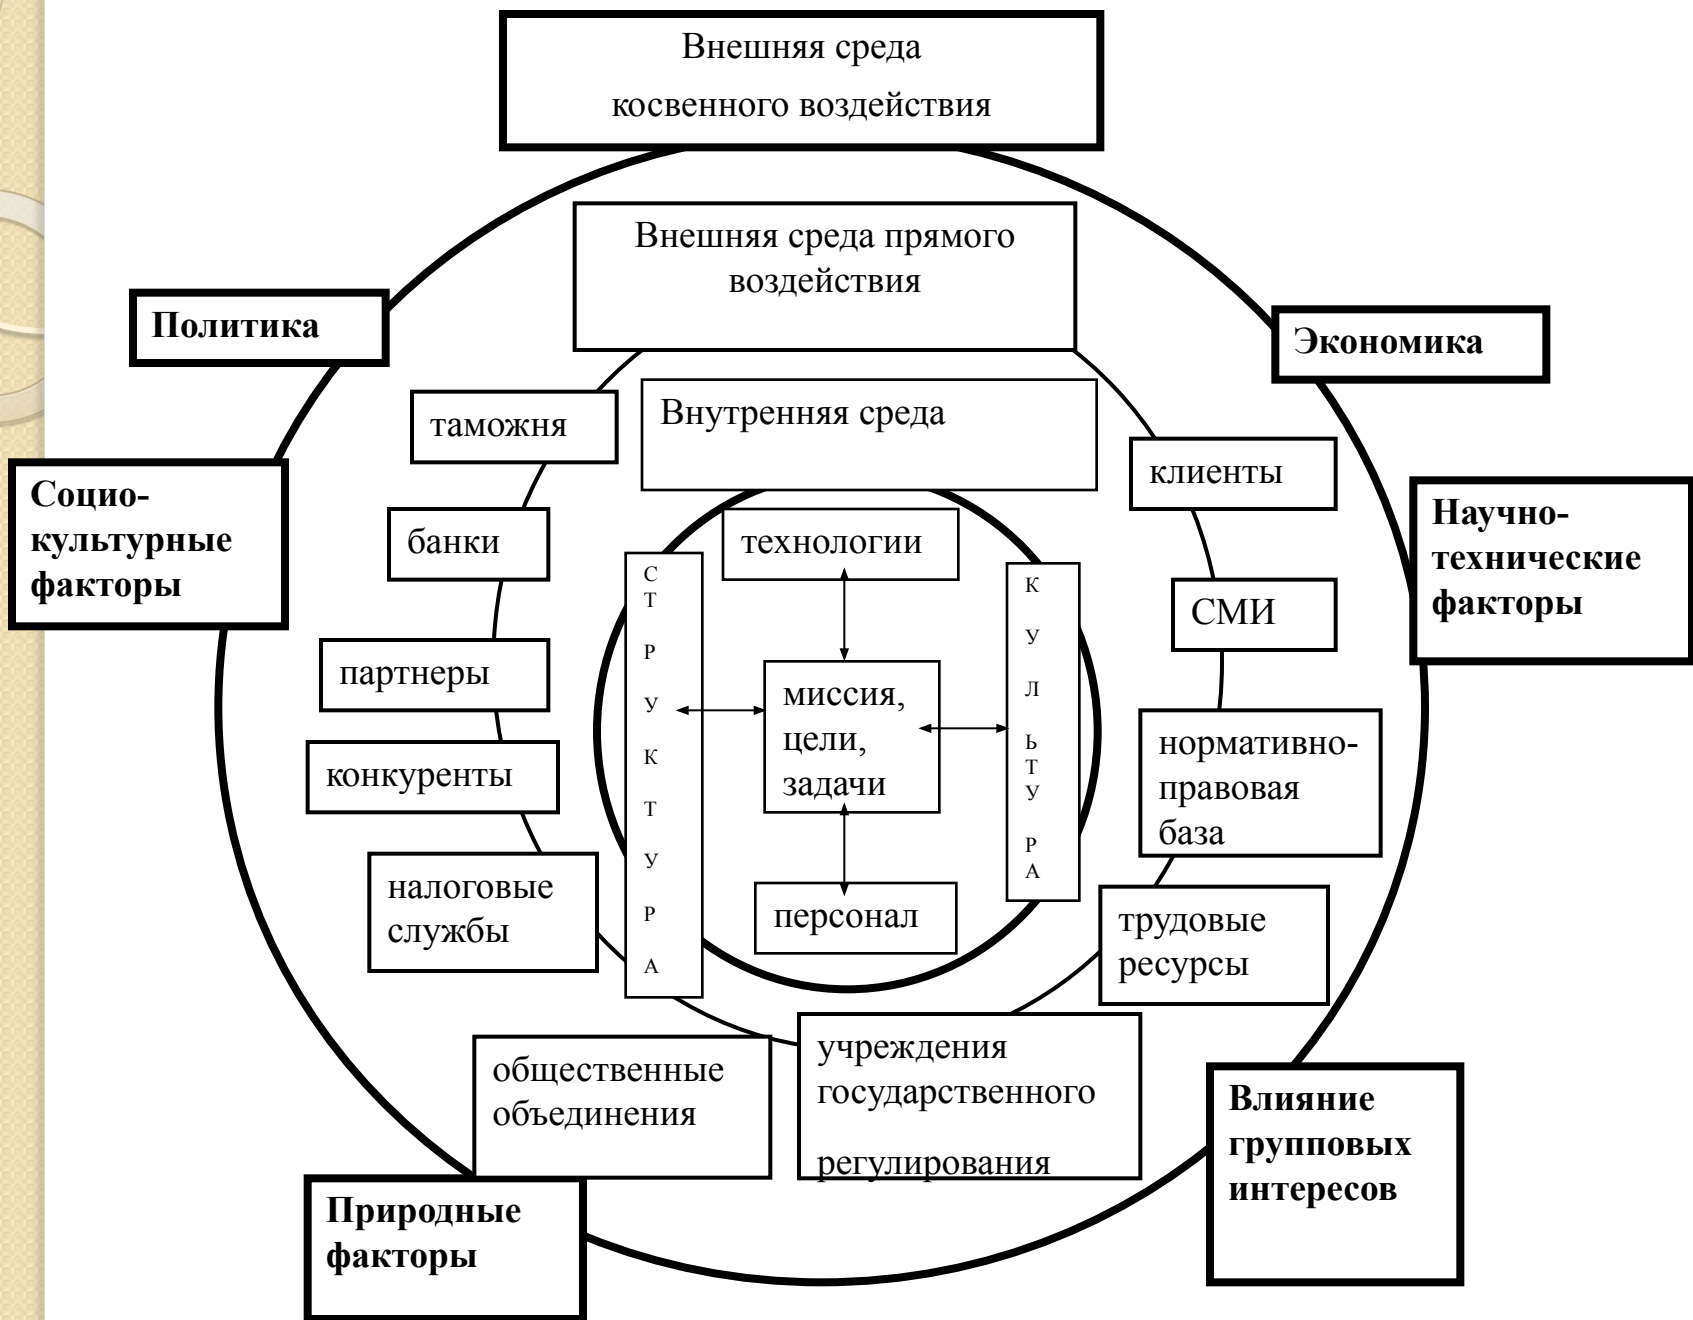 Внешняя среда
косвенного воздействия
Внешняя среда прямого
воздействия
Политика
Экономика
таможня
Внутренняя среда
клиенты
Социо-
культурные
факторы
банки
технологии
СМИ
Научно-
технические
факторы
СТРУКТУРА
КУЛЬТУРА
партнеры
миссия,
цели,
задачи
конкуренты
нормативно-
правовая
база
налоговые
службы
персонал
трудовые
ресурсы
общественные
объединения
учреждения
государственного
регулирования
Влияние
групповых
интересов
Природные
факторы